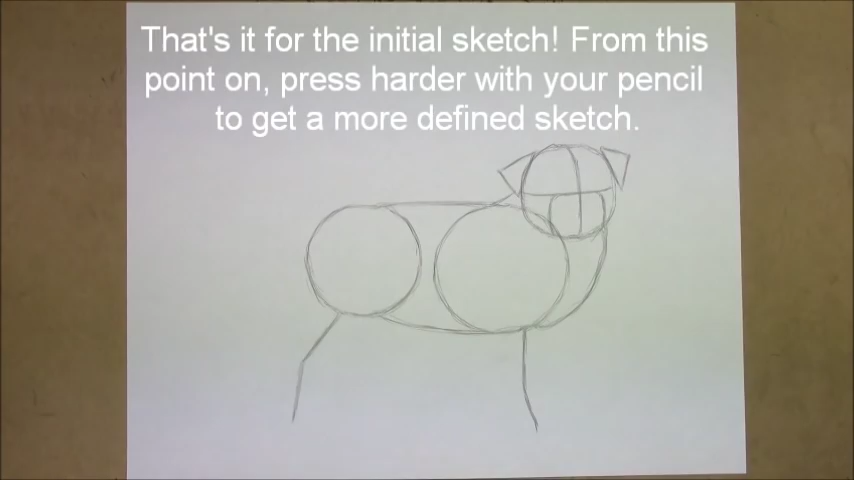 That's it for the initial sketch! From this
point on, press harder with your pencil
to get a more defined sketch.